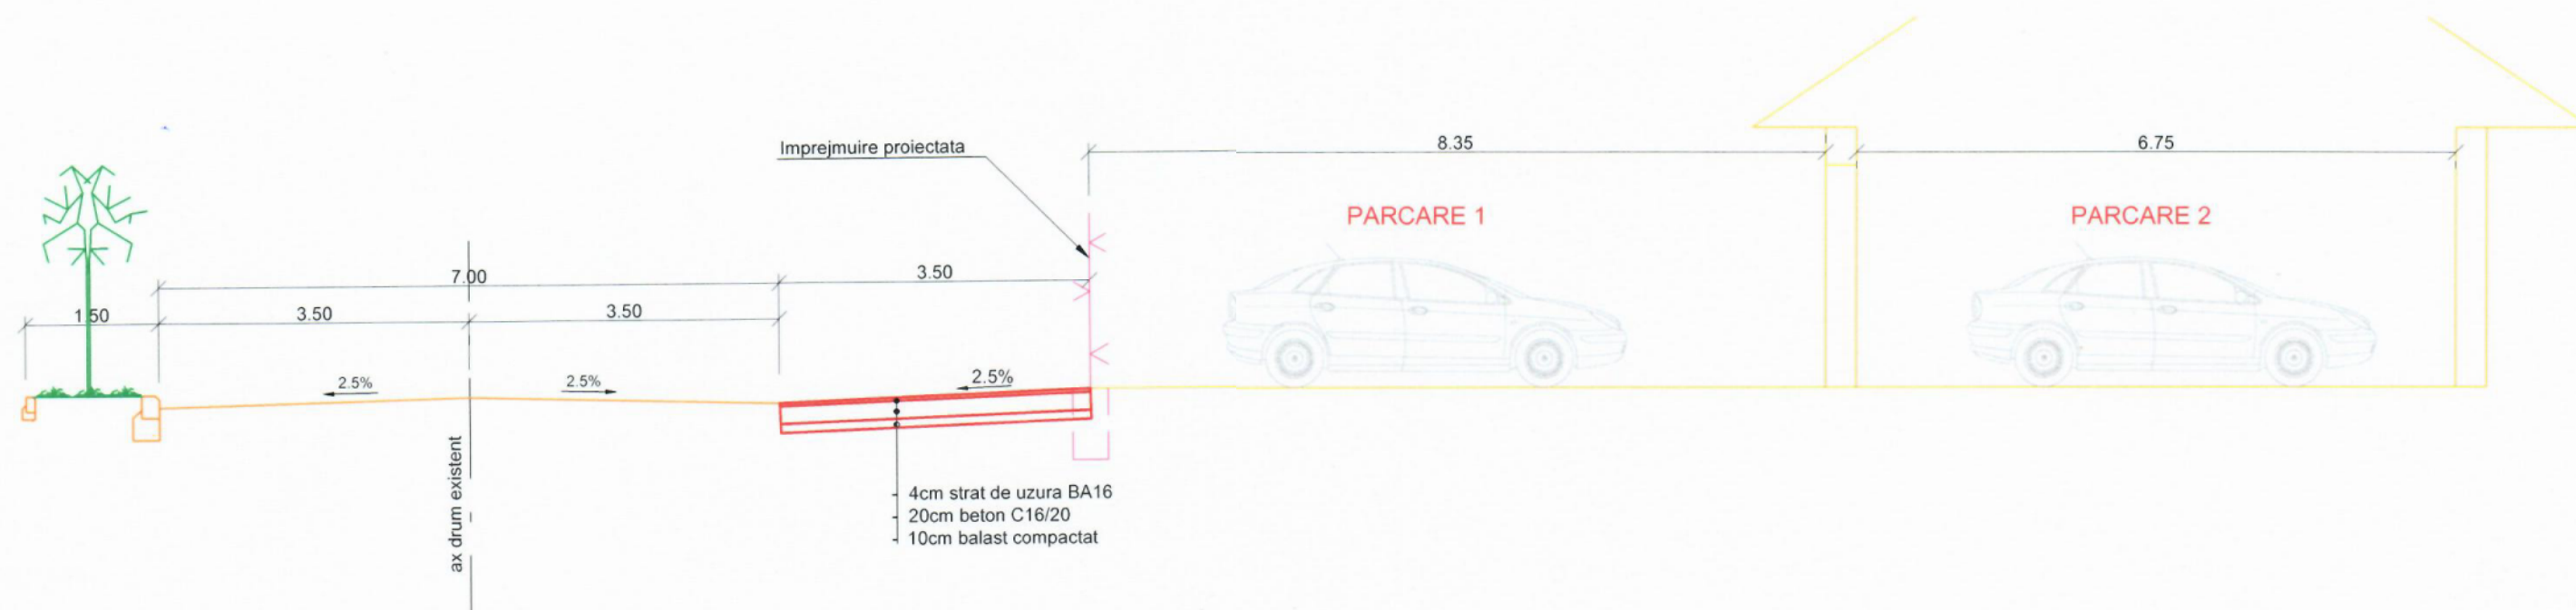 Imprejmuire proiectata
8.35
6.75
PARCARE 1
PARCARE 2
7.00
3.50
1.50
3.50
3.50
2.5%
2.5%
2.5%
ax drum existent
4cm strat de uzura BA16
20cm beton C16/20
10cm balast compactat